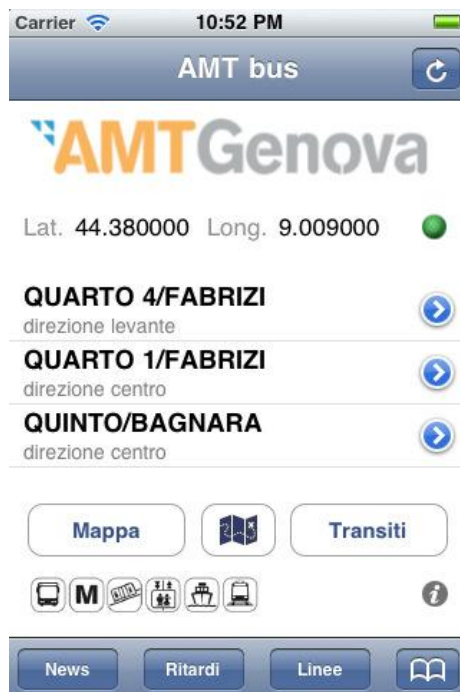 Carrier 10:52 PM
AMT bus
AMTGenova
Lat. 44.380000 Long. 9.009000
QUARTO 4/FABRIZI
direzione levante
QUARTO 1/FABRIZI
direzione centro
QUINTO/BAGNARA
direzione centro
Mappa Transiti
M
News Ritardi Linee